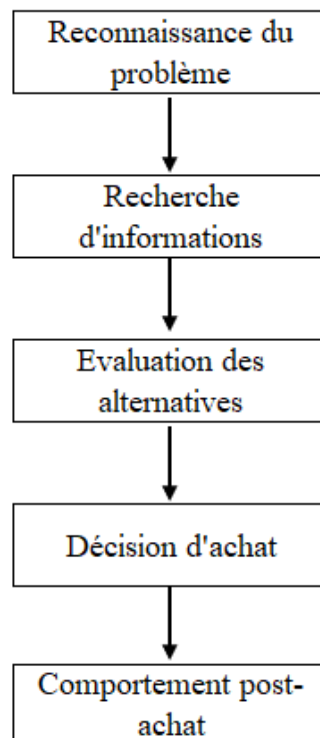 Reconnaissance du
problème
Recherche
d'informations
Evaluation des
alternatives
Décision d'achat
Comportement post-
achat